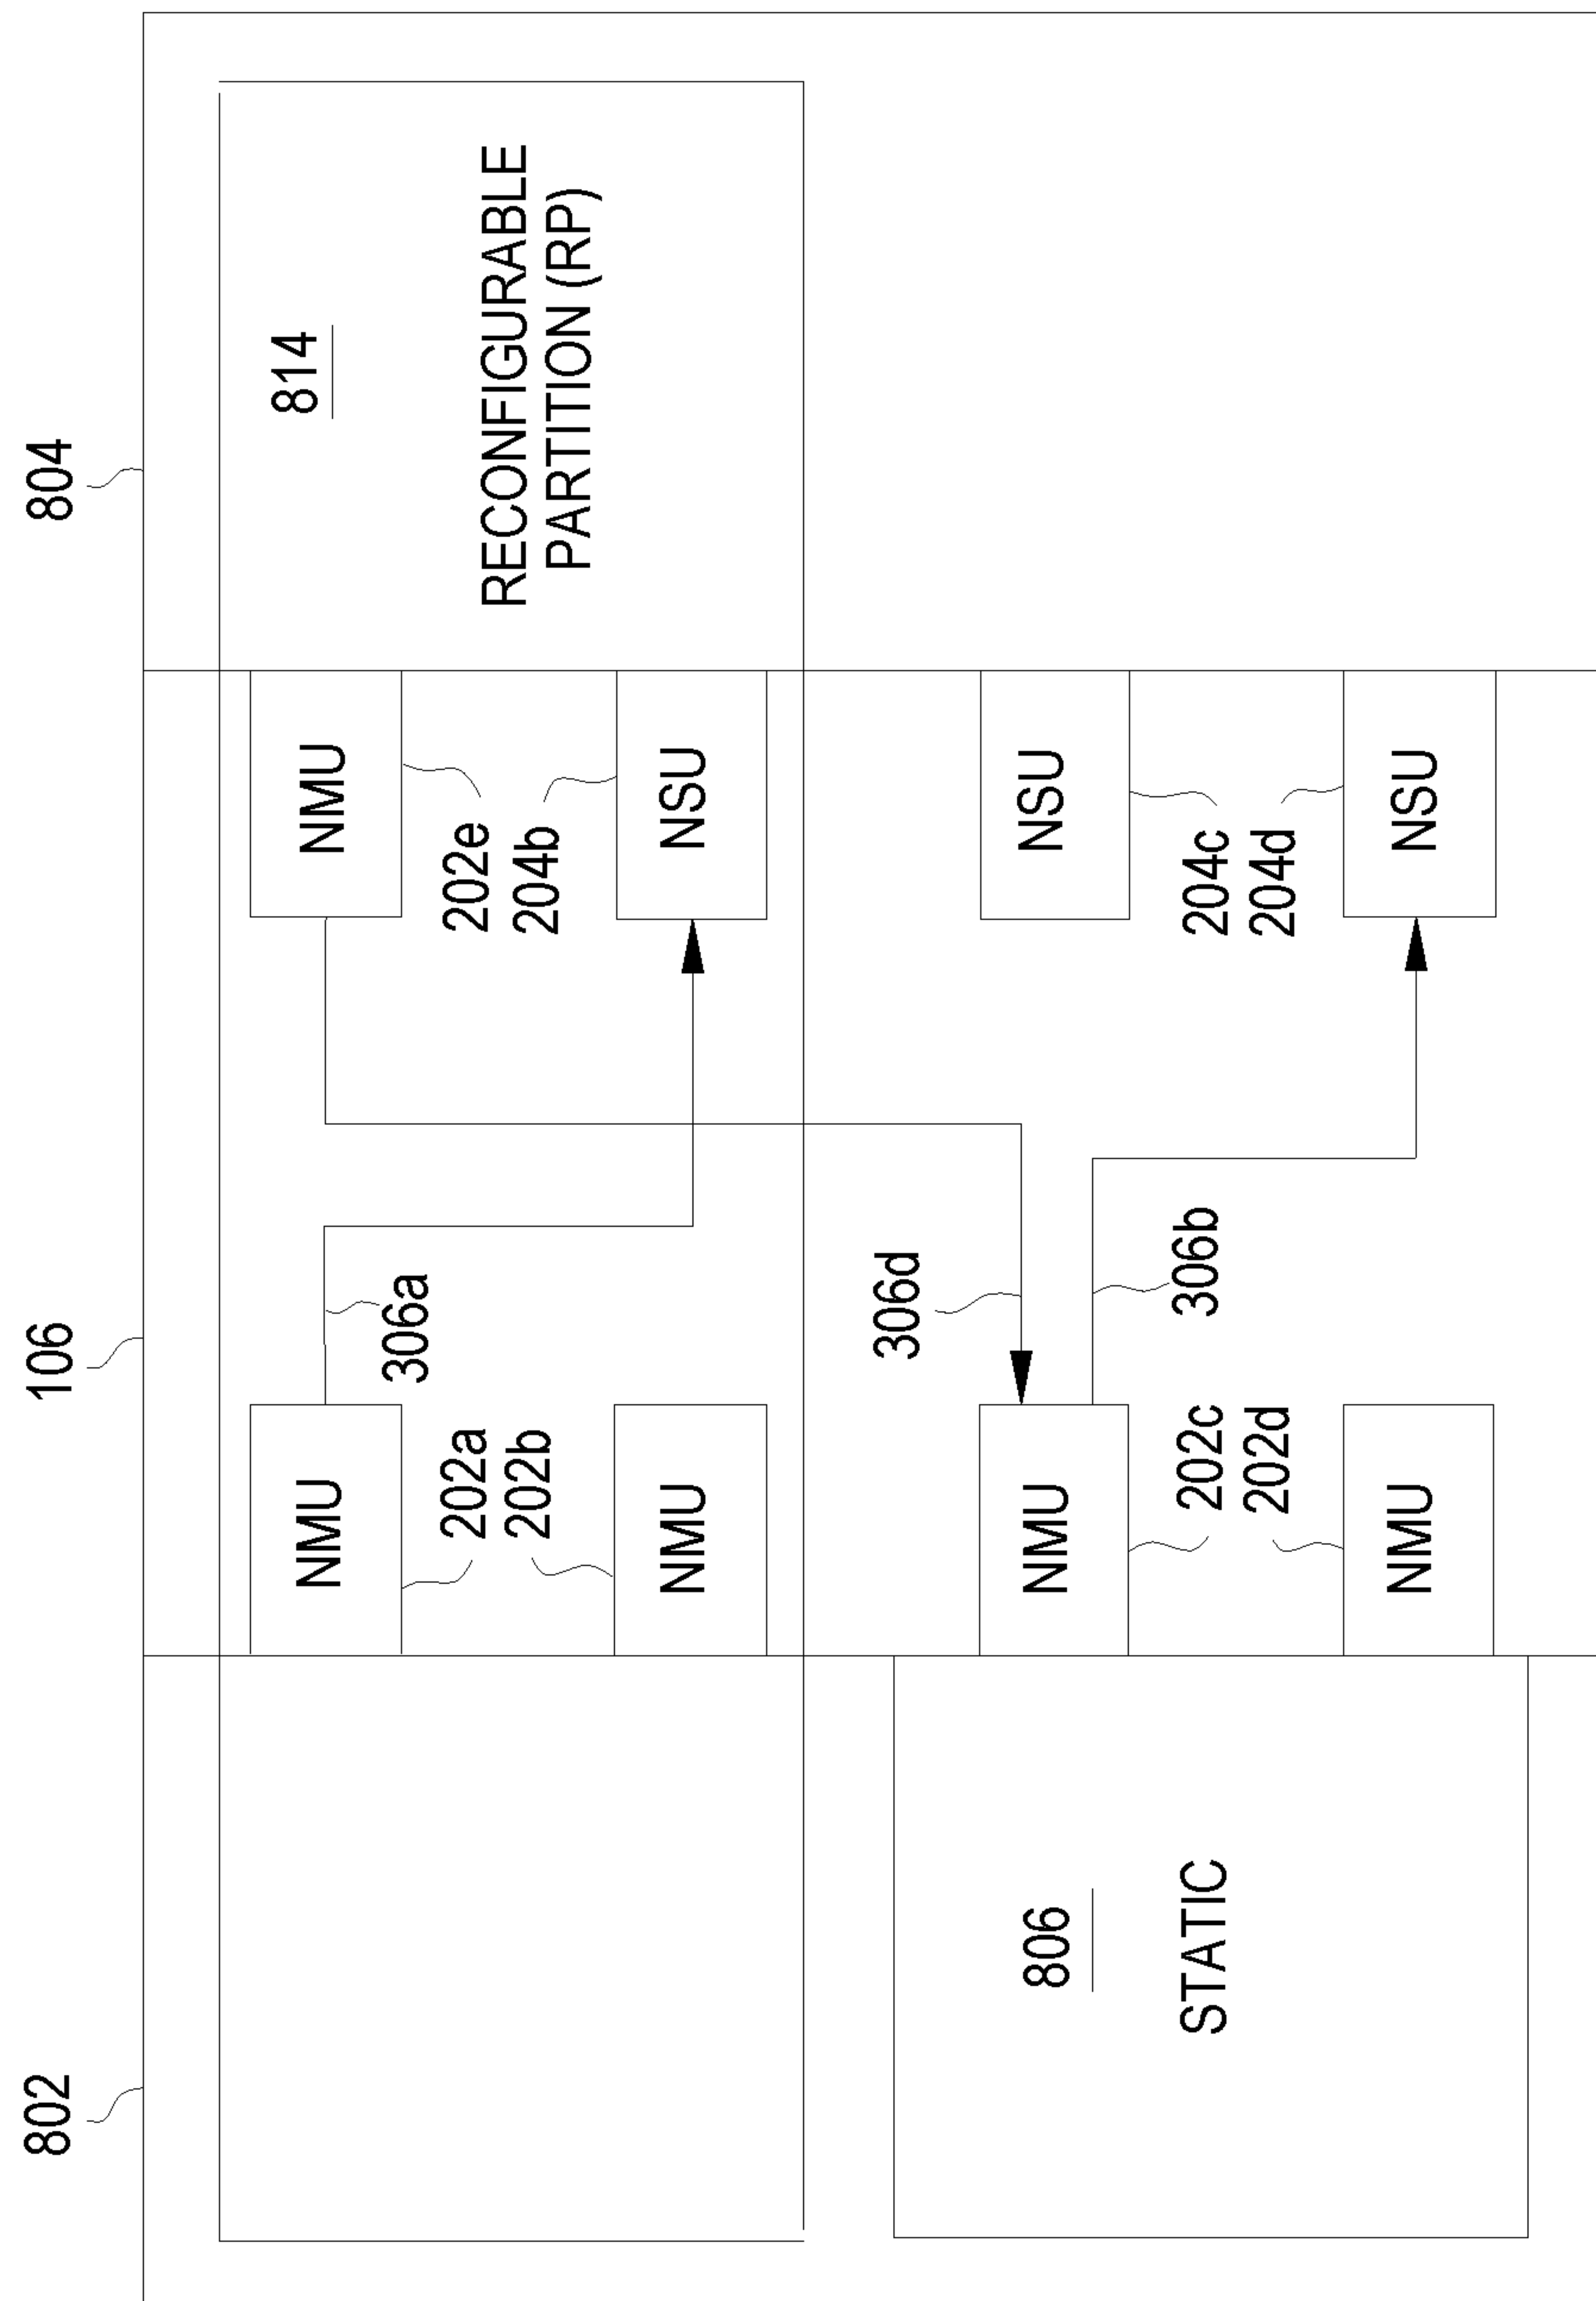 802
106
804
814
NMU
NMU
306a
202a
202e
RECONFIGURABLE
PARTITION (RP)
202b
204b
NMU
NSU
306d
806
NMU
NSU
STATIC
202c
306b
204c
202d
204d
NMU
NSU